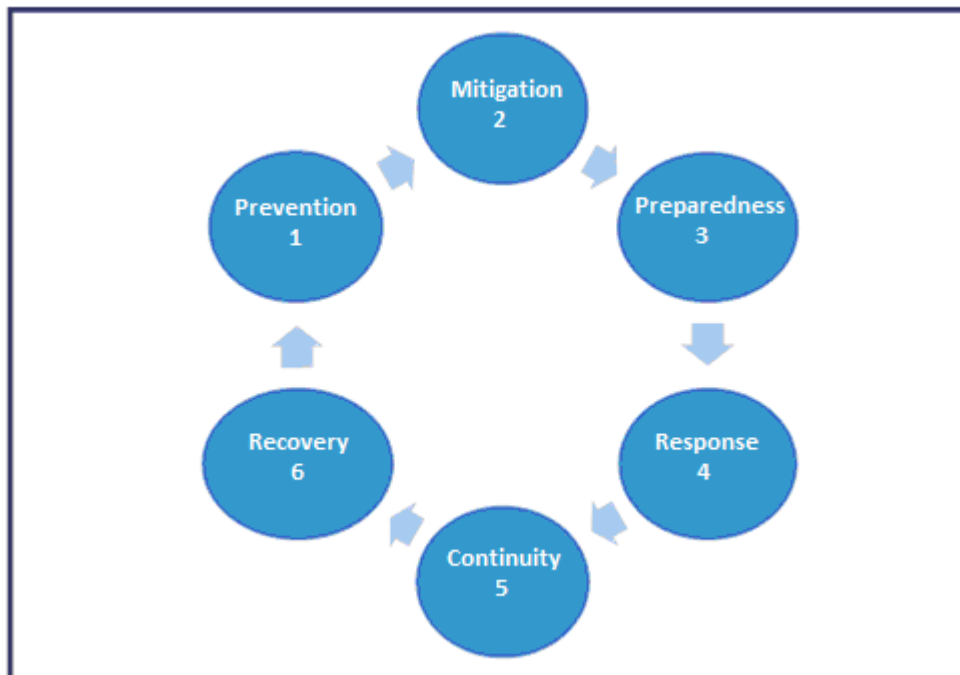 Prevention
1
Mitigation
2
Preparedness
3
Response
4
Continuity
5
Recovery
6